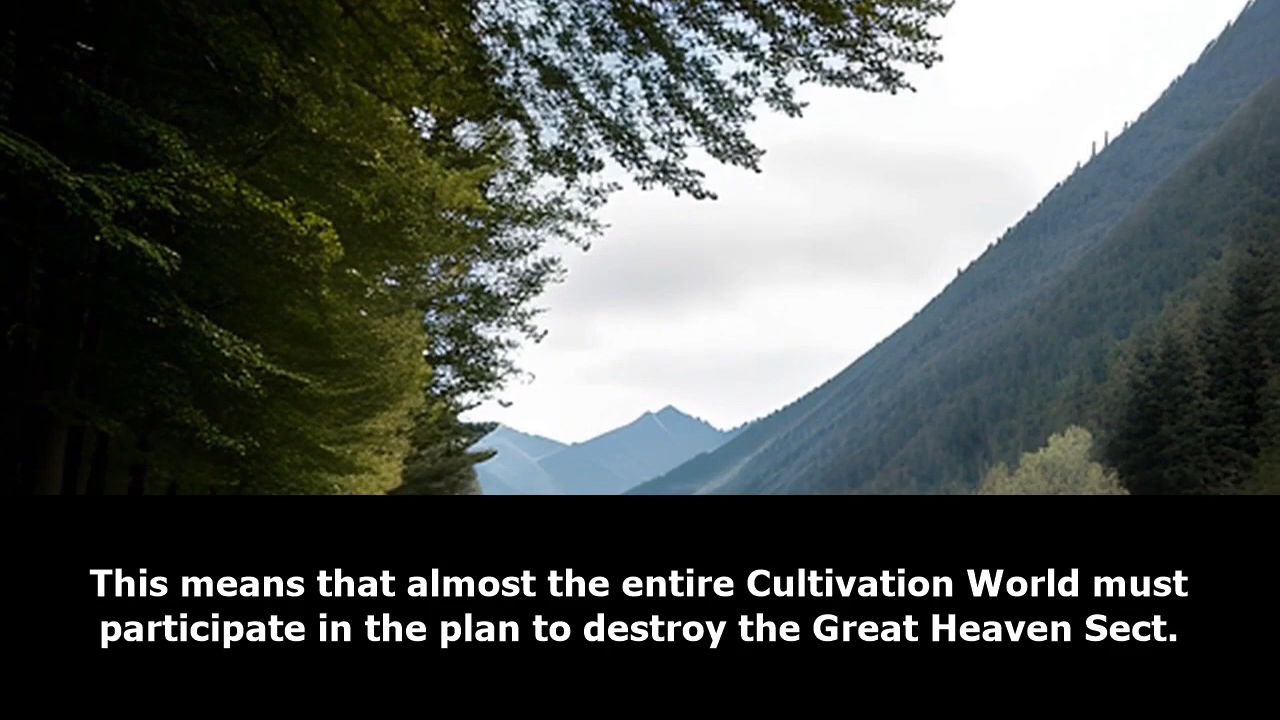 This means that almost the entire Cultivation World must
participate in the plan to destroy the Great Heaven Sect.